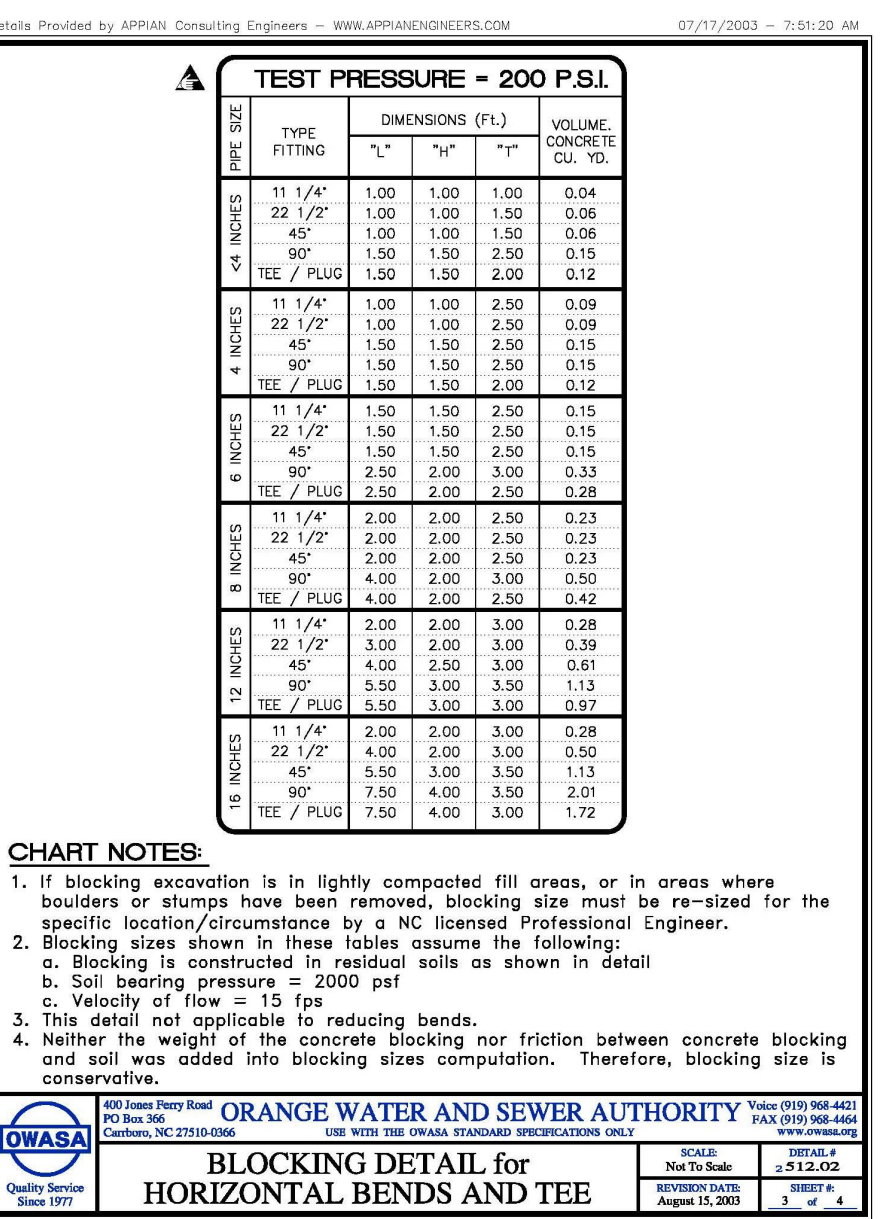 etails Provided by APPIAN Consulting Engineers – WWW.APPIANENGINEERS.COM 07/17/2003 – 7:51:20 AM
TEST PRESSURE = 200 P.S.I.
PIPE SIZE
TYPE FITTING
DIMENSIONS (Ft.)
"L" "H" "T"
VOLUME. CONCRETE CU. YD.
<4 INCHES
11 1/4° 1.00 1.00 1.00 0.04
22 1/2° 1.00 1.00 1.50 0.06
45° 1.00 1.00 1.50 0.06
90° 1.50 1.50 2.50 0.15
TEE / PLUG 1.50 1.50 2.00 0.12
4 INCHES
11 1/4° 1.00 1.00 2.50 0.09
22 1/2° 1.00 1.00 2.50 0.09
45° 1.50 1.50 2.50 0.15
90° 1.50 1.50 2.50 0.15
TEE / PLUG 1.50 1.50 2.00 0.12
6 INCHES
11 1/4° 1.50 1.50 2.50 0.15
22 1/2° 1.50 1.50 2.50 0.15
45° 1.50 1.50 2.50 0.15
90° 2.50 2.00 3.00 0.33
TEE / PLUG 2.50 2.00 2.50 0.28
8 INCHES
11 1/4° 2.00 2.00 2.50 0.23
22 1/2° 2.00 2.00 2.50 0.23
45° 2.00 2.00 2.50 0.23
90° 4.00 2.00 3.00 0.50
TEE / PLUG 4.00 2.00 2.50 0.42
12 INCHES
11 1/4° 2.00 2.00 3.00 0.28
22 1/2° 3.00 2.00 3.00 0.39
45° 4.00 2.50 3.00 0.61
90° 5.50 3.00 3.50 1.13
TEE / PLUG 5.50 3.00 3.00 0.97
16 INCHES
11 1/4° 2.00 2.00 3.00 0.28
22 1/2° 4.00 2.00 3.00 0.50
45° 5.50 3.00 3.50 1.13
90° 7.50 4.00 3.50 2.01
TEE / PLUG 7.50 4.00 3.00 1.72
CHART NOTES:
1. If blocking excavation is in lightly compacted fill areas, or in areas where
boulders or stumps have been removed, blocking size must be re-sized for the
specific location/circumstance by a NC licensed Professional Engineer.
2. Blocking sizes shown in these tables assume the following:
a. Blocking is constructed in residual soils as shown in detail
b. Soil bearing pressure = 2000 psf
c. Velocity of flow = 15 fps
3. This detail not applicable to reducing bends.
4. Neither the weight of the concrete blocking nor friction between concrete blocking
and soil was added into blocking sizes computation. Therefore, blocking size is
conservative.
OWASA
Quality Service
Since 1977
400 Jones Ferry Road
PO Box 366
Carrboro, NC 27510-0366
ORANGE WATER AND SEWER AUTHORITY
USE WITH THE OWASA STANDARD SPECIFICATIONS ONLY
Voice (919) 968-4421
FAX (919) 968-4464
www.owasa.org
BLOCKING DETAIL for
HORIZONTAL BENDS AND TEE
SCALE:
Not To Scale
DETAIL #
2 512.02
REVISION DATE:
August 15, 2003
SHEET #:
3 of 4